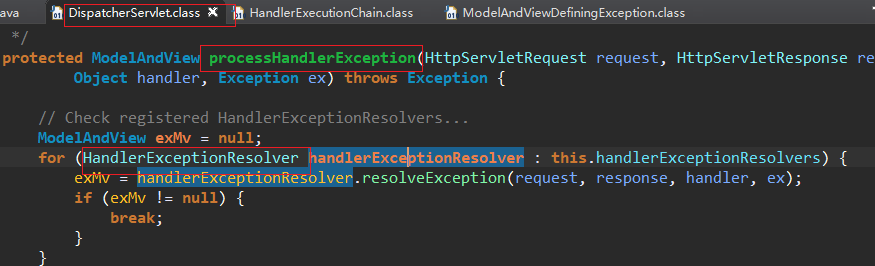 ava DispatcherServlet.class HandlerExecutionChain.class ModelAndViewDefiningException.class
*/
protected ModelAndView processHandlerException(HttpServletRequest request, HttpServletResponse re
Object handler, Exception ex) throws Exception {
// Check registered HandlerExceptionResolvers...
ModelAndView exMv = null;
for (HandlerExceptionResolver handlerExceptionResolver : this.handlerExceptionResolvers) {
exMv = handlerExceptionResolver.resolveException(request, response, handler, ex);
if (exMv != null) {
break;
}
}